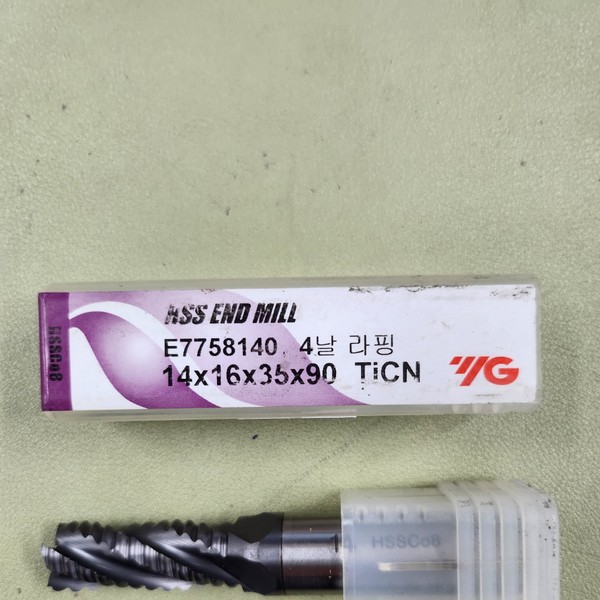 HSS END MILL
E7758140, 4날 라핑
14x16x35x90 TiCN
YG
HSSCo8
HSSCo8